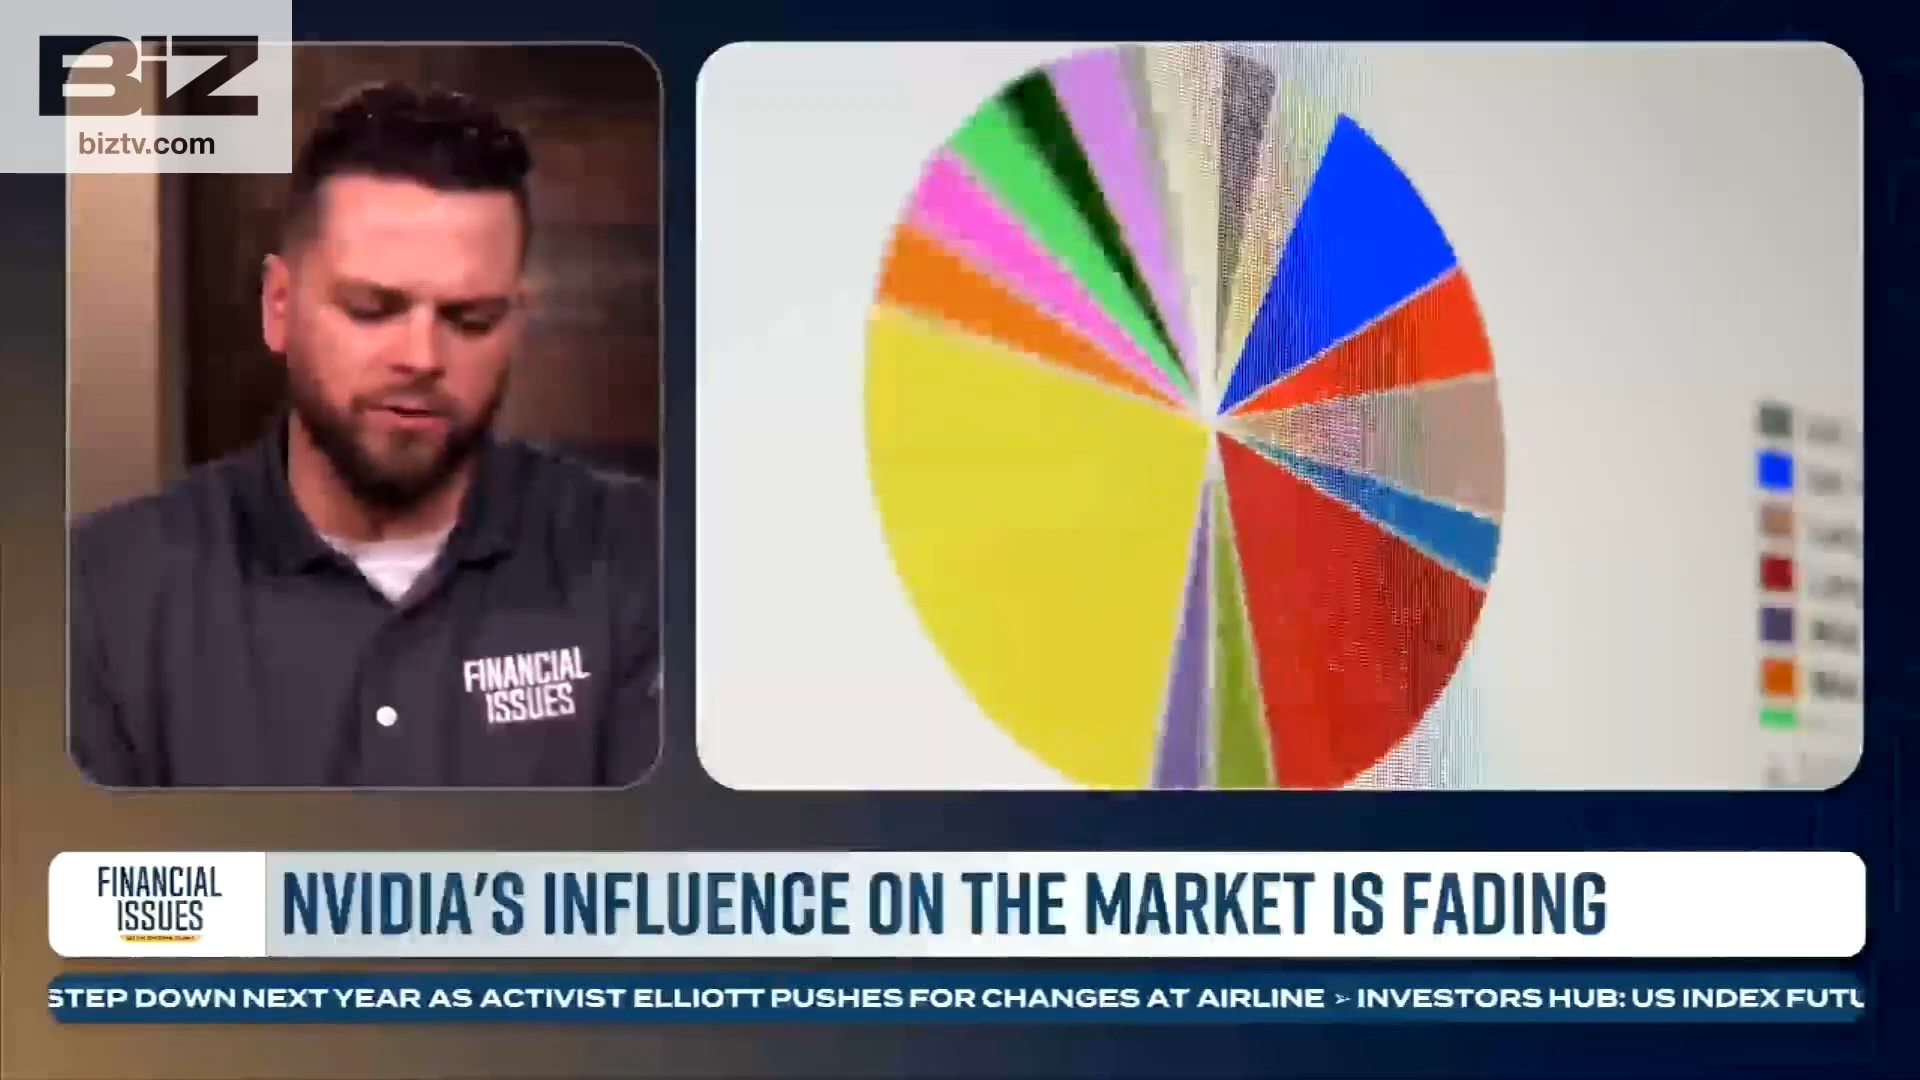 BiZ
biztv.com
FINANCIAL
ISSUES
FINANCIAL
ISSUES
NVIDIA'S INFLUENCE ON THE MARKET IS FADING
STEP DOWN NEXT YEAR AS ACTIVIST ELLIOTT PUSHES FOR CHANGES AT AIRLINE ➢ INVESTORS HUB: US INDEX FUTU